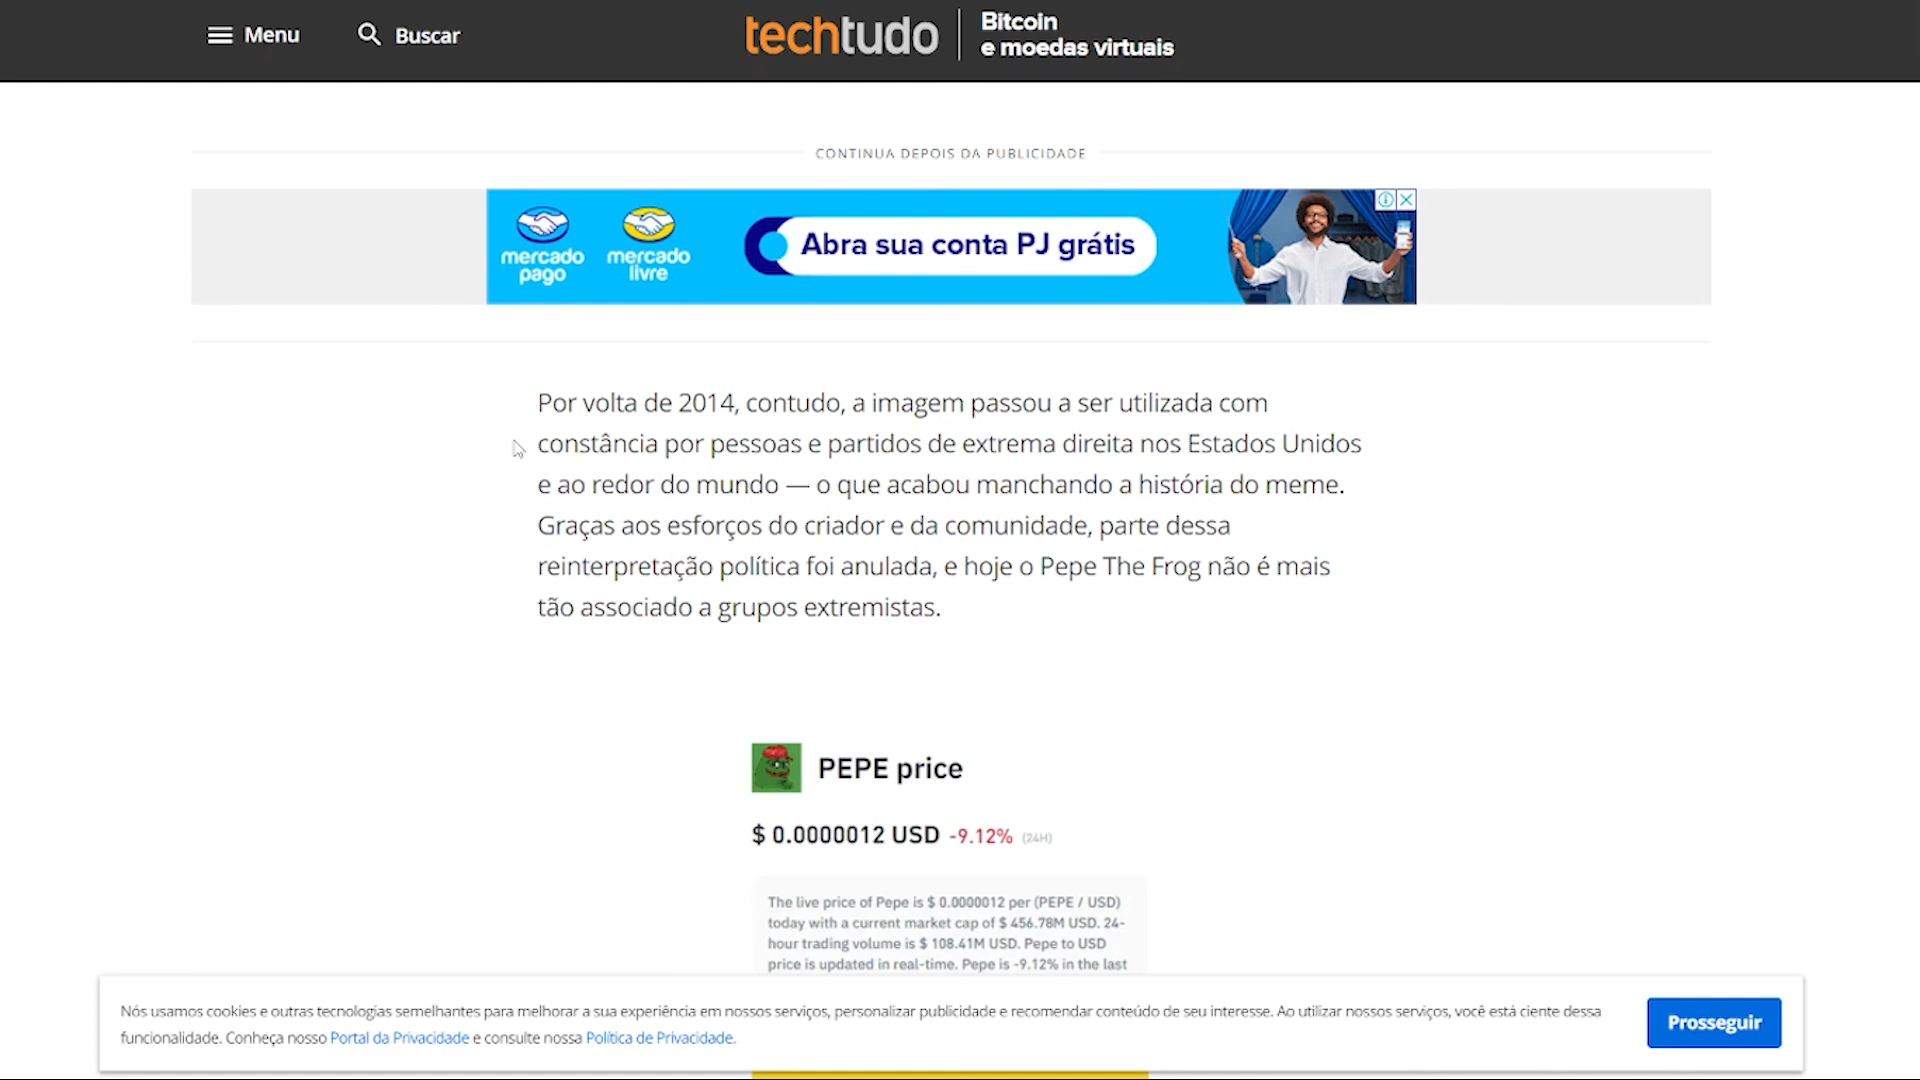 Menu
Buscar
techtudo
Bitcoin
e moedas virtuais
CONTINUA DEPOIS DA PUBLICIDADE
mercado
pago
mercado
livre
Abra sua conta PJ grátis
Por volta de 2014, contudo, a imagem passou a ser utilizada com
constância por pessoas e partidos de extrema direita nos Estados Unidos
e ao redor do mundo — o que acabou manchando a história do meme.
Graças aos esforços do criador e da comunidade, parte dessa
reinterpretação política foi anulada, e hoje o Pepe The Frog não é mais
tão associado a grupos extremistas.
PEPE price
$ 0.0000012 USD -9.12% (24H)
The live price of Pepe is $ 0.0000012 per (PEPE / USD)
today with a current market cap of $ 456.78M USD. 24-
hour trading volume is $ 108.41M USD. Pepe to USD
price is updated in real-time. Pepe is -9.12% in the last
Nós usamos cookies e outras tecnologias semelhantes para melhorar a sua experiência em nossos serviços, personalizar publicidade e recomendar conteúdo de seu interesse. Ao utilizar nossos serviços, você está ciente dessa
funcionalidade. Conheça nosso Portal da Privacidade e consulte nossa Política de Privacidade.
Prosseguir